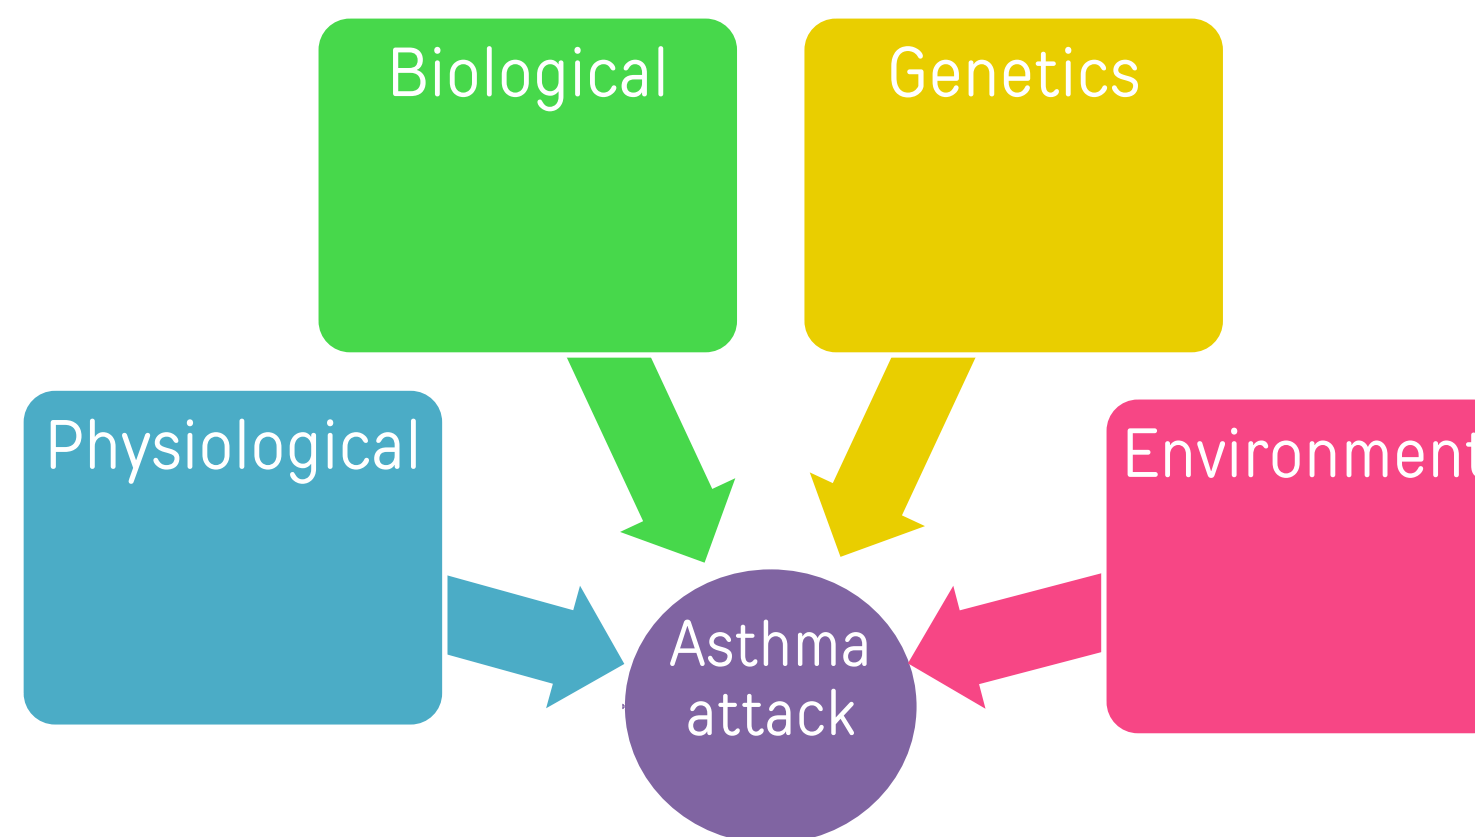 Biological
Genetics
Physiological
Environment
Asthma
attack